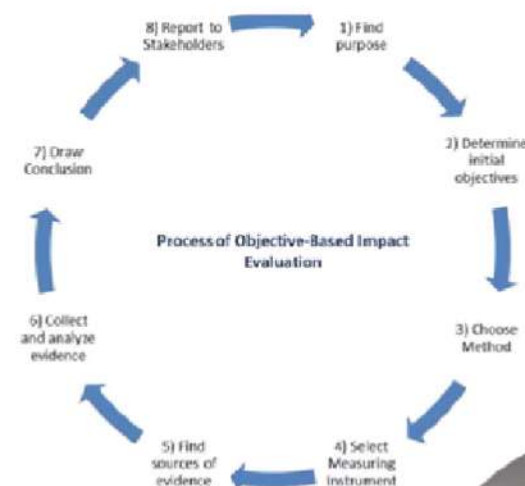 8) Report to
Stakeholders
1) Find
purpose
2) Determine
initial
objectives
3) Choose
Method
4) Select
Measuring
Instrument
5) Find
sources of
evidence
6) Collect
and analyze
evidence
7) Draw
Conclusion
Process of Objective-Based Impact
Evaluation